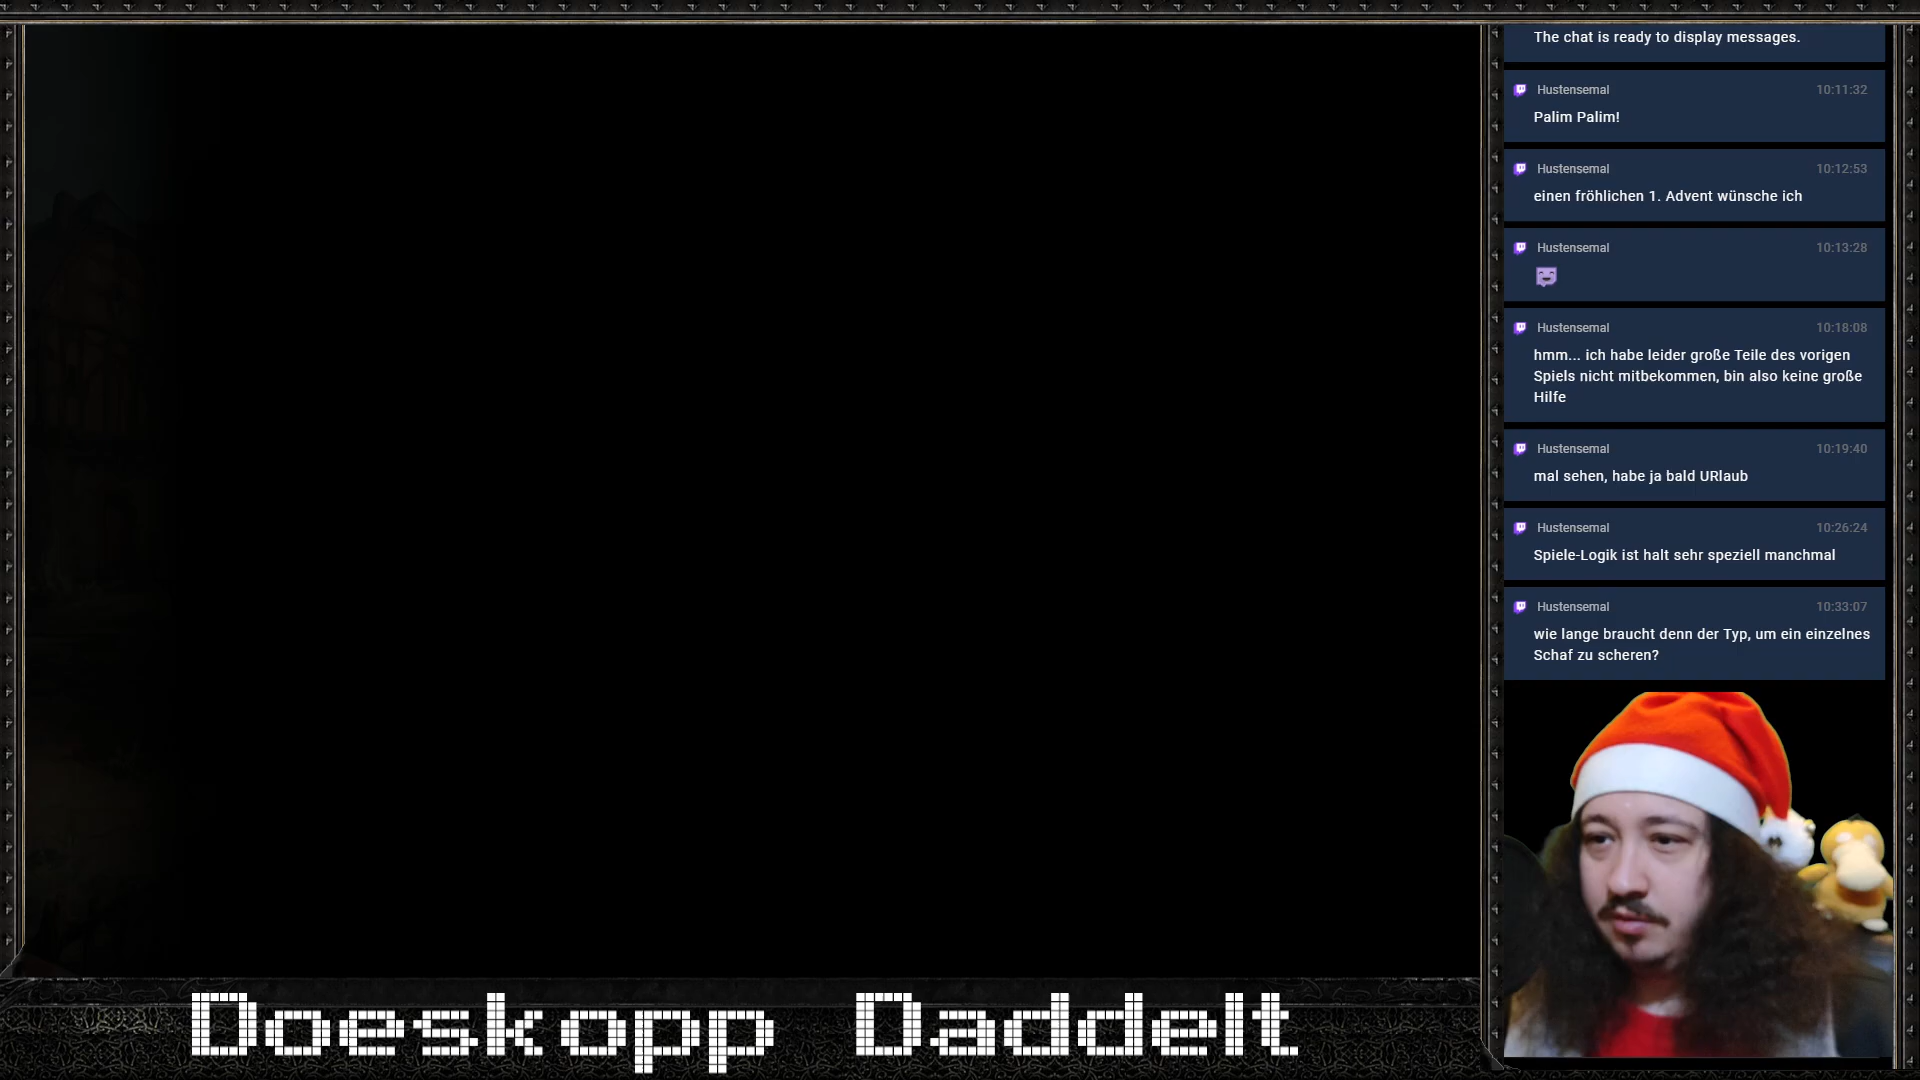 The chat is ready to display messages.
Hustensemal 10:11:32
Palim Palim!
Hustensemal 10:12:53
einen fröhlichen 1. Advent wünsche ich
Hustensemal 10:13:28
Hustensemal 10:18:08
hmm... ich habe leider große Teile des vorigen
Spiels nicht mitbekommen, bin also keine große
Hilfe
Hustensemal 10:19:40
mal sehen, habe ja bald URlaub
Hustensemal 10:26:24
Spiele-Logik ist halt sehr speziell manchmal
Hustensemal 10:33:07
wie lange braucht denn der Typ, um ein einzelnes
Schaf zu scheren?
Doeskopp Daddelt